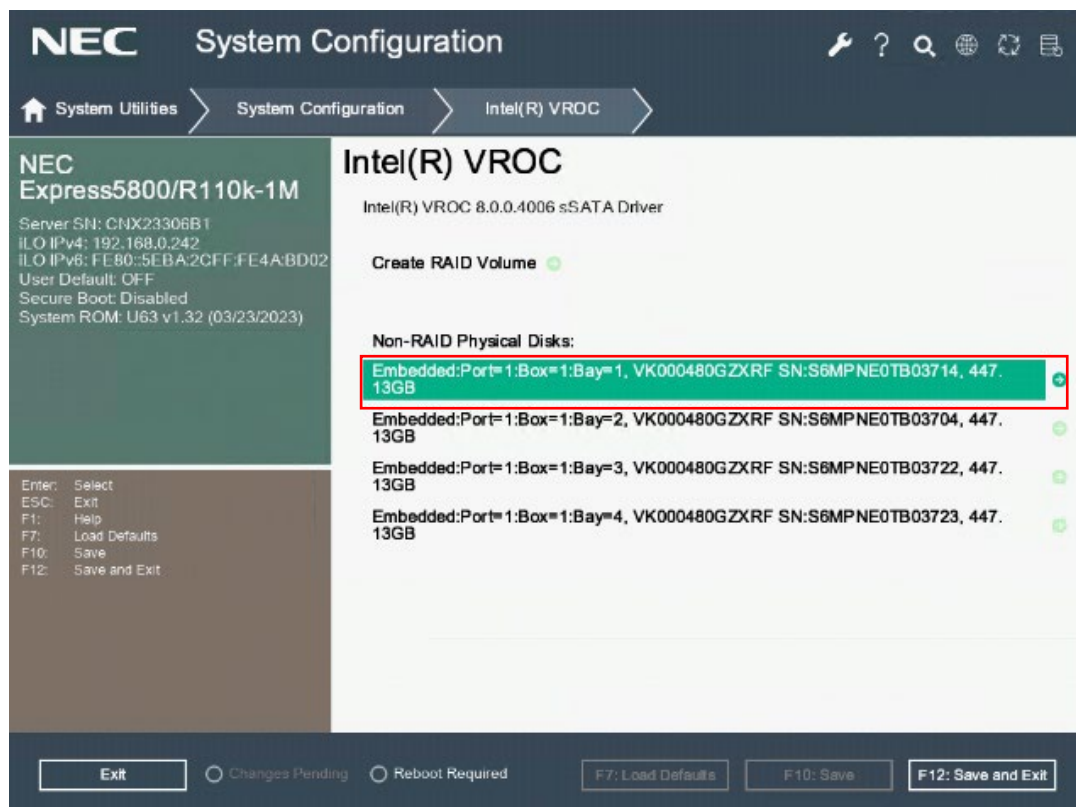 NEC System Configuration
System Utilities System Configuration Intel(R) VROC
NEC
Express5800/R110k-1M
Server SN: CNX23306B1
iLO IPv4: 192.168.0.242
iLO IPv6: FE80::5EBA:2CFF:FE4A:BD02
User Default: OFF
Secure Boot: Disabled
System ROM: U63 v1.32 (03/23/2023)
Enter: Select
ESC: Exit
F1: Help
F7: Load Defaults
F10: Save
F12: Save and Exit
Intel(R) VROC
Intel(R) VROC 8.0.0.4006 sSATA Driver
Create RAID Volume
Non-RAID Physical Disks:
Embedded:Port=1:Box=1:Bay=1, VK000480GZXRF SN:S6MPNE0TB03714, 447.
13GB
Embedded:Port=1:Box=1:Bay=2, VK000480GZXRF SN:S6MPNE0TB03704, 447.
13GB
Embedded:Port=1:Box=1:Bay=3, VK000480GZXRF SN:S6MPNE0TB03722, 447.
13GB
Embedded:Port=1:Box=1:Bay=4, VK000480GZXRF SN:S6MPNE0TB03723, 447.
13GB
Exit Changes Pending Reboot Required F7: Load Defaults F10: Save F12: Save and Exit